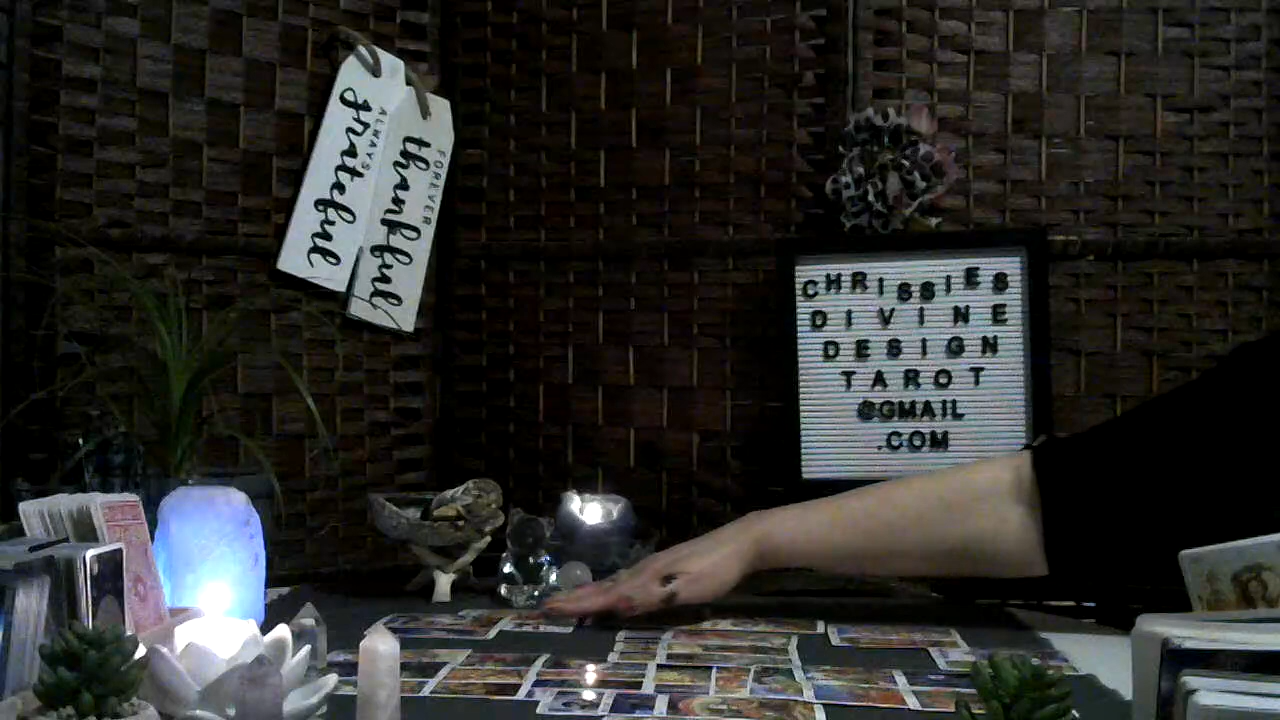 ALWAYS
grateful
FOREVER
thankful
CHRISSIES
DIVINE
DESIGN
TAROT
@GMAIL
.COM